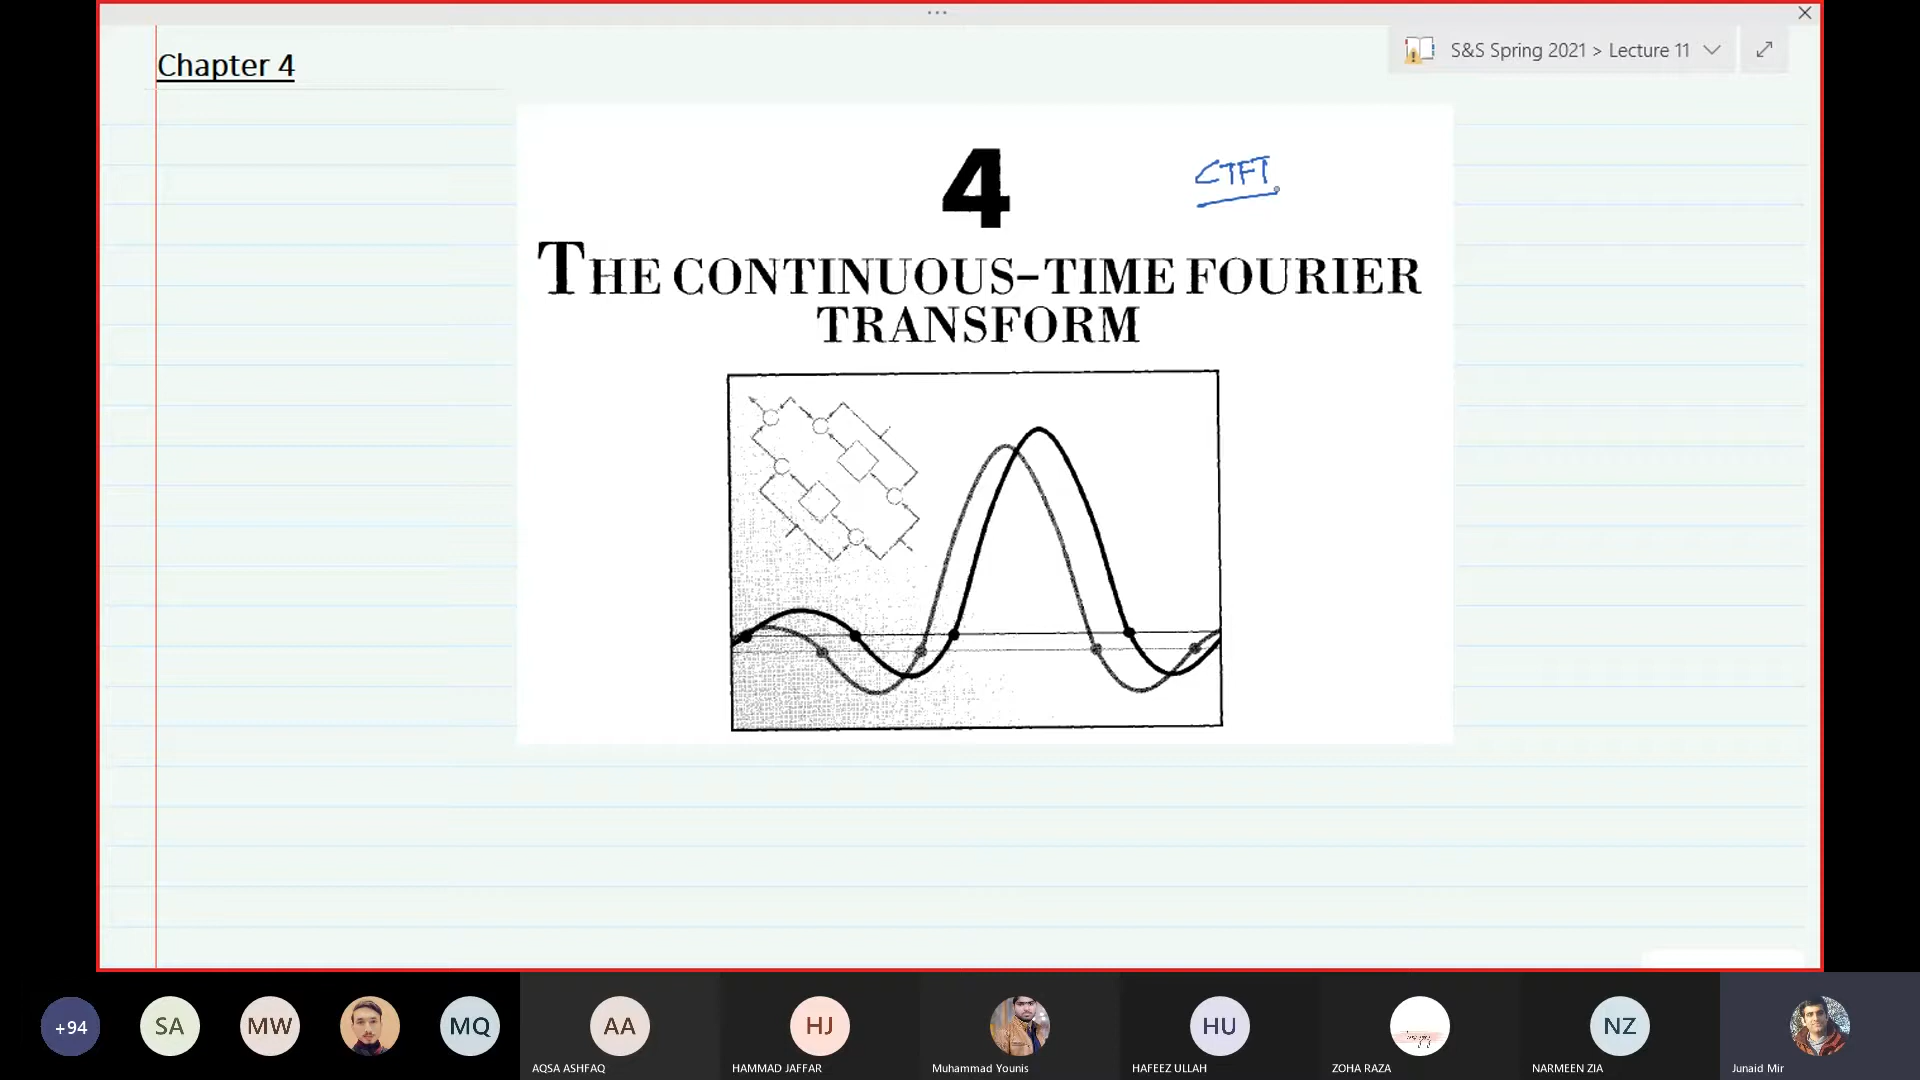 S&S Spring 2021 > Lecture 11
Chapter 4
4
CTFT
THE CONTINUOUS-TIME FOURIER
TRANSFORM
+94
SA
MW
MQ
AA
HJ
HU
NZ
AQSA ASHFAQ
HAMMAD JAFFAR
Muhammad Younis
HAFEEZ ULLAH
ZOHA RAZA
NARMEEN ZIA
Junaid Mir